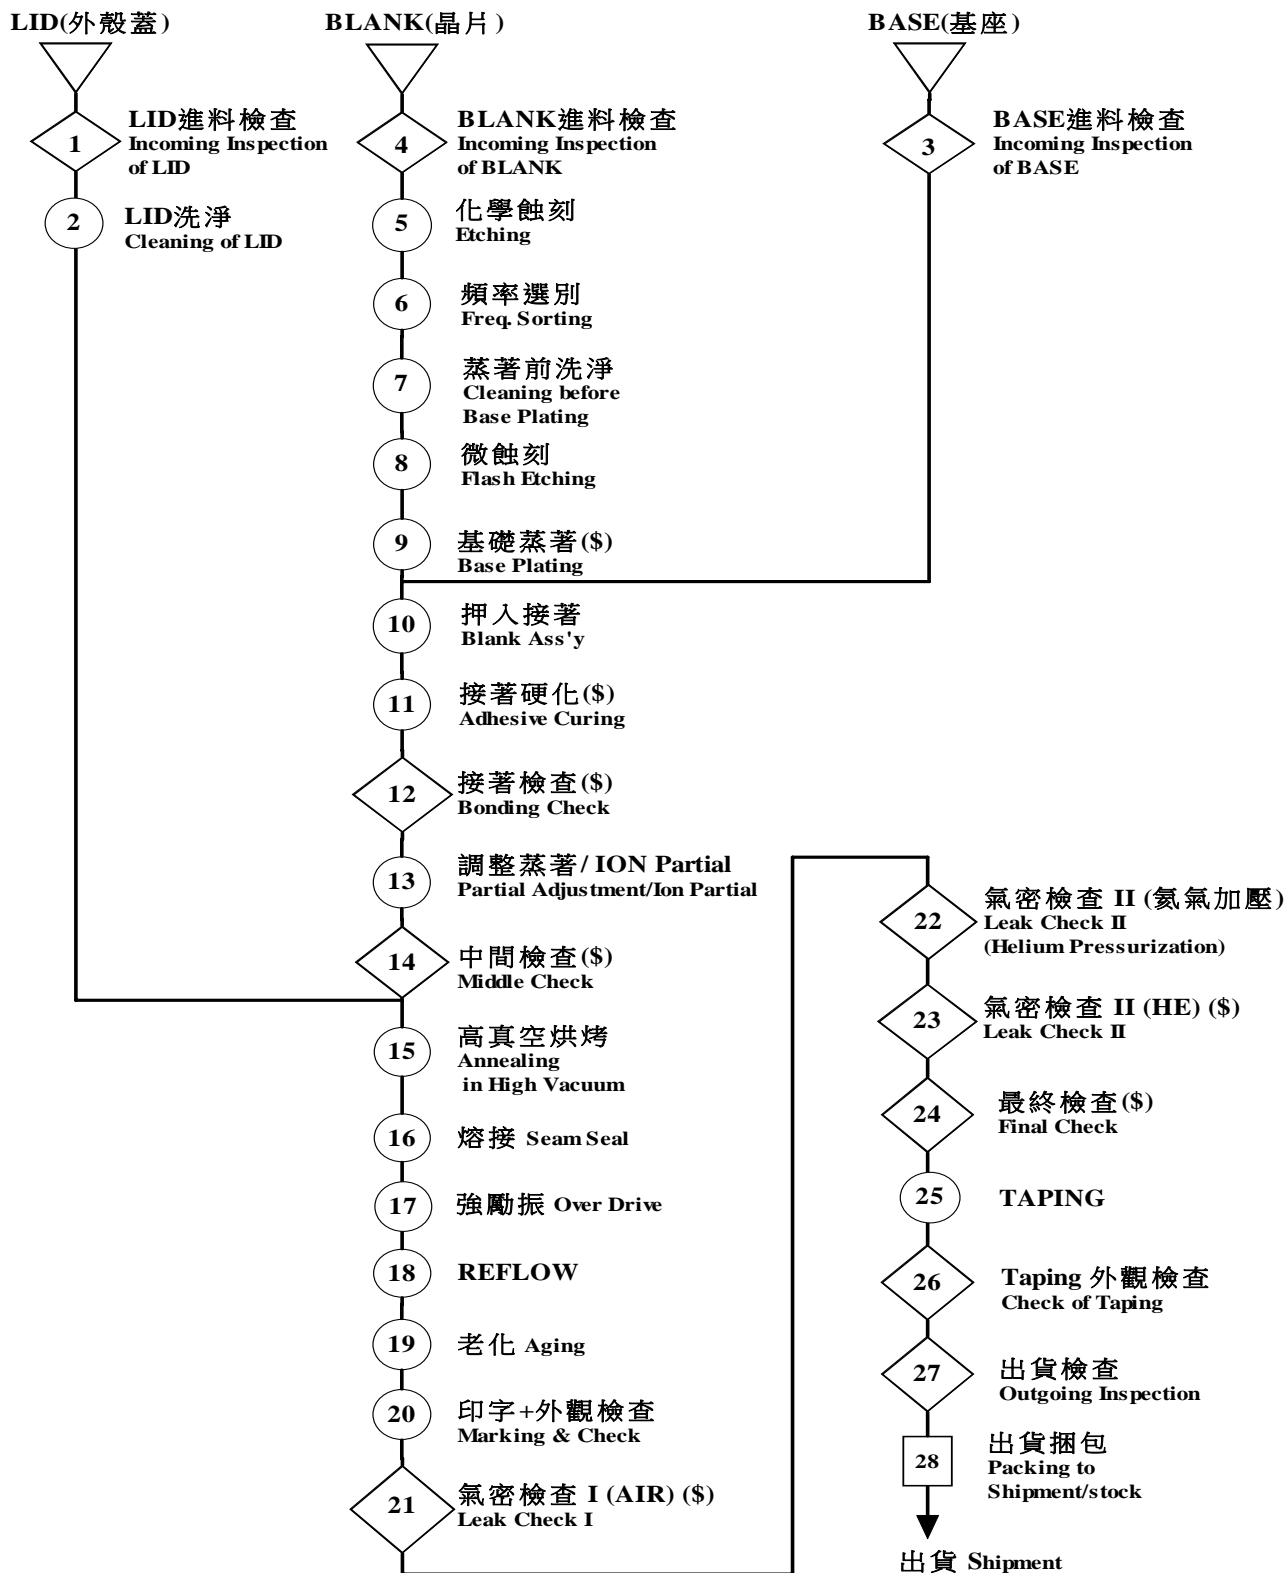 LID(外殼蓋)
1
LID進料檢查
Incoming Inspection
of LID
2
LID洗淨
Cleaning of LID
BLANK(晶片)
4
BLANK進料檢查
Incoming Inspection
of BLANK
5
化學蝕刻
Etching
6
頻率選別
Freq. Sorting
7
蒸著前洗淨
Cleaning before
Base Plating
8
微蝕刻
Flash Etching
9
基礎蒸著($)
Base Plating
BASE(基座)
3
BASE進料檢查
Incoming Inspection
of BASE
10
押入接著
Blank Ass'y
11
接著硬化($)
Adhesive Curing
12
接著檢查($)
Bonding Check
13
調整蒸著/ ION Partial
Partial Adjustment/Ion Partial
14
中間檢查($)
Middle Check
15
高真空烘烤
Annealing
in High Vacuum
16
熔接 Seam Seal
17
強勵振 Over Drive
18
REFLOW
19
老化 Aging
20
印字+外觀檢查
Marking & Check
21
氣密檢查 I (AIR) ($)
Leak Check I
22
氣密檢查 II (氦氣加壓)
Leak Check II
(Helium Pressurization)
23
氣密檢查 II (HE) ($)
Leak Check II
24
最終檢查($)
Final Check
25
TAPING
26
Taping 外觀檢查
Check of Taping
27
出貨檢查
Outgoing Inspection
28
出貨捆包
Packing to
Shipment/stock
出貨 Shipment